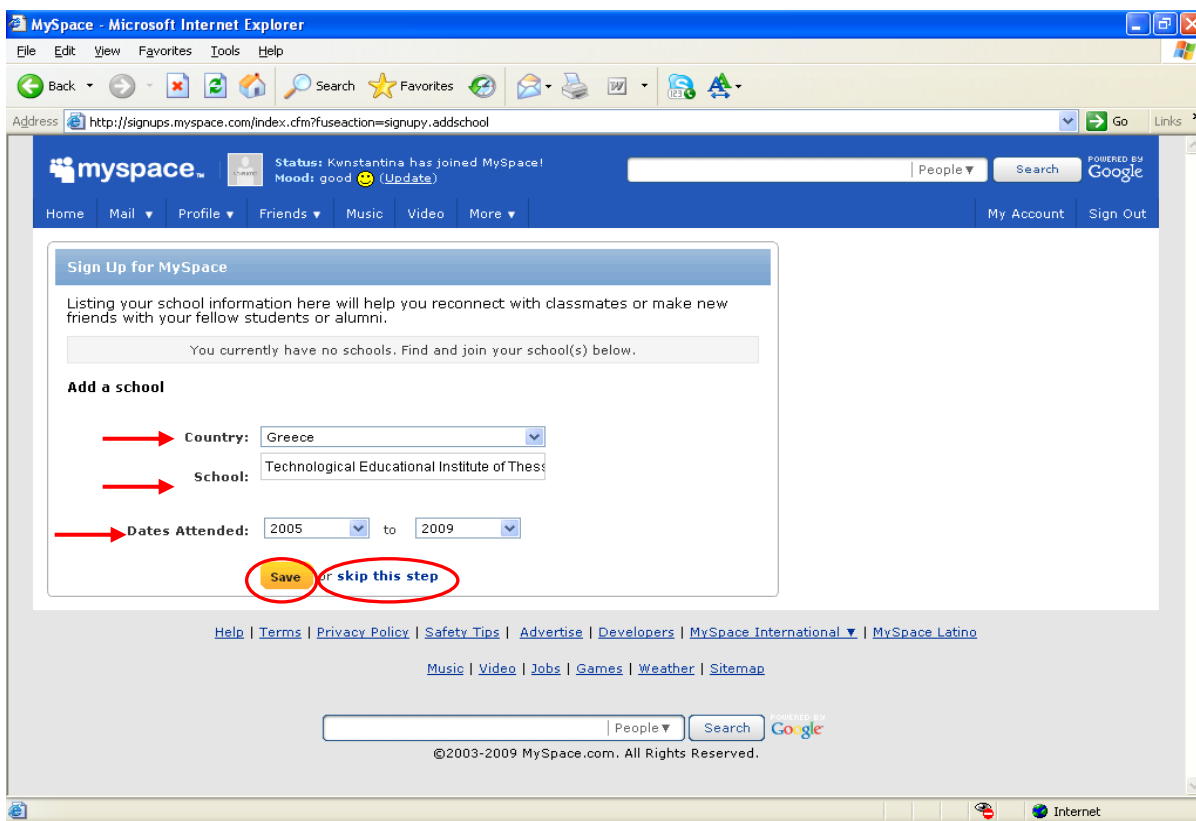 MySpace - Microsoft Internet Explorer
File Edit View Favorites Tools Help
Back Search Favorites
Address http://signups.myspace.com/index.cfm?fuseaction=signupy.addschool Go Links
myspace. Status: Kwnstantina has joined MySpace! People Search POWERED BY
Mood: good (Update) Google
Home Mail Profile Friends Music Video More My Account Sign Out
Sign Up for MySpace
Listing your school information here will help you reconnect with classmates or make new
friends with your fellow students or alumni.
You currently have no schools. Find and join your school(s) below.
Add a school
Country: Greece
School: Technological Educational Institute of Thess
Dates Attended: 2005 to 2009
Save or skip this step
Help | Terms | Privacy Policy | Safety Tips | Advertise | Developers | MySpace International | MySpace Latino
Music | Video | Jobs | Games | Weather | Sitemap
People Search POWERED BY Google
©2003-2009 MySpace.com. All Rights Reserved.
Internet